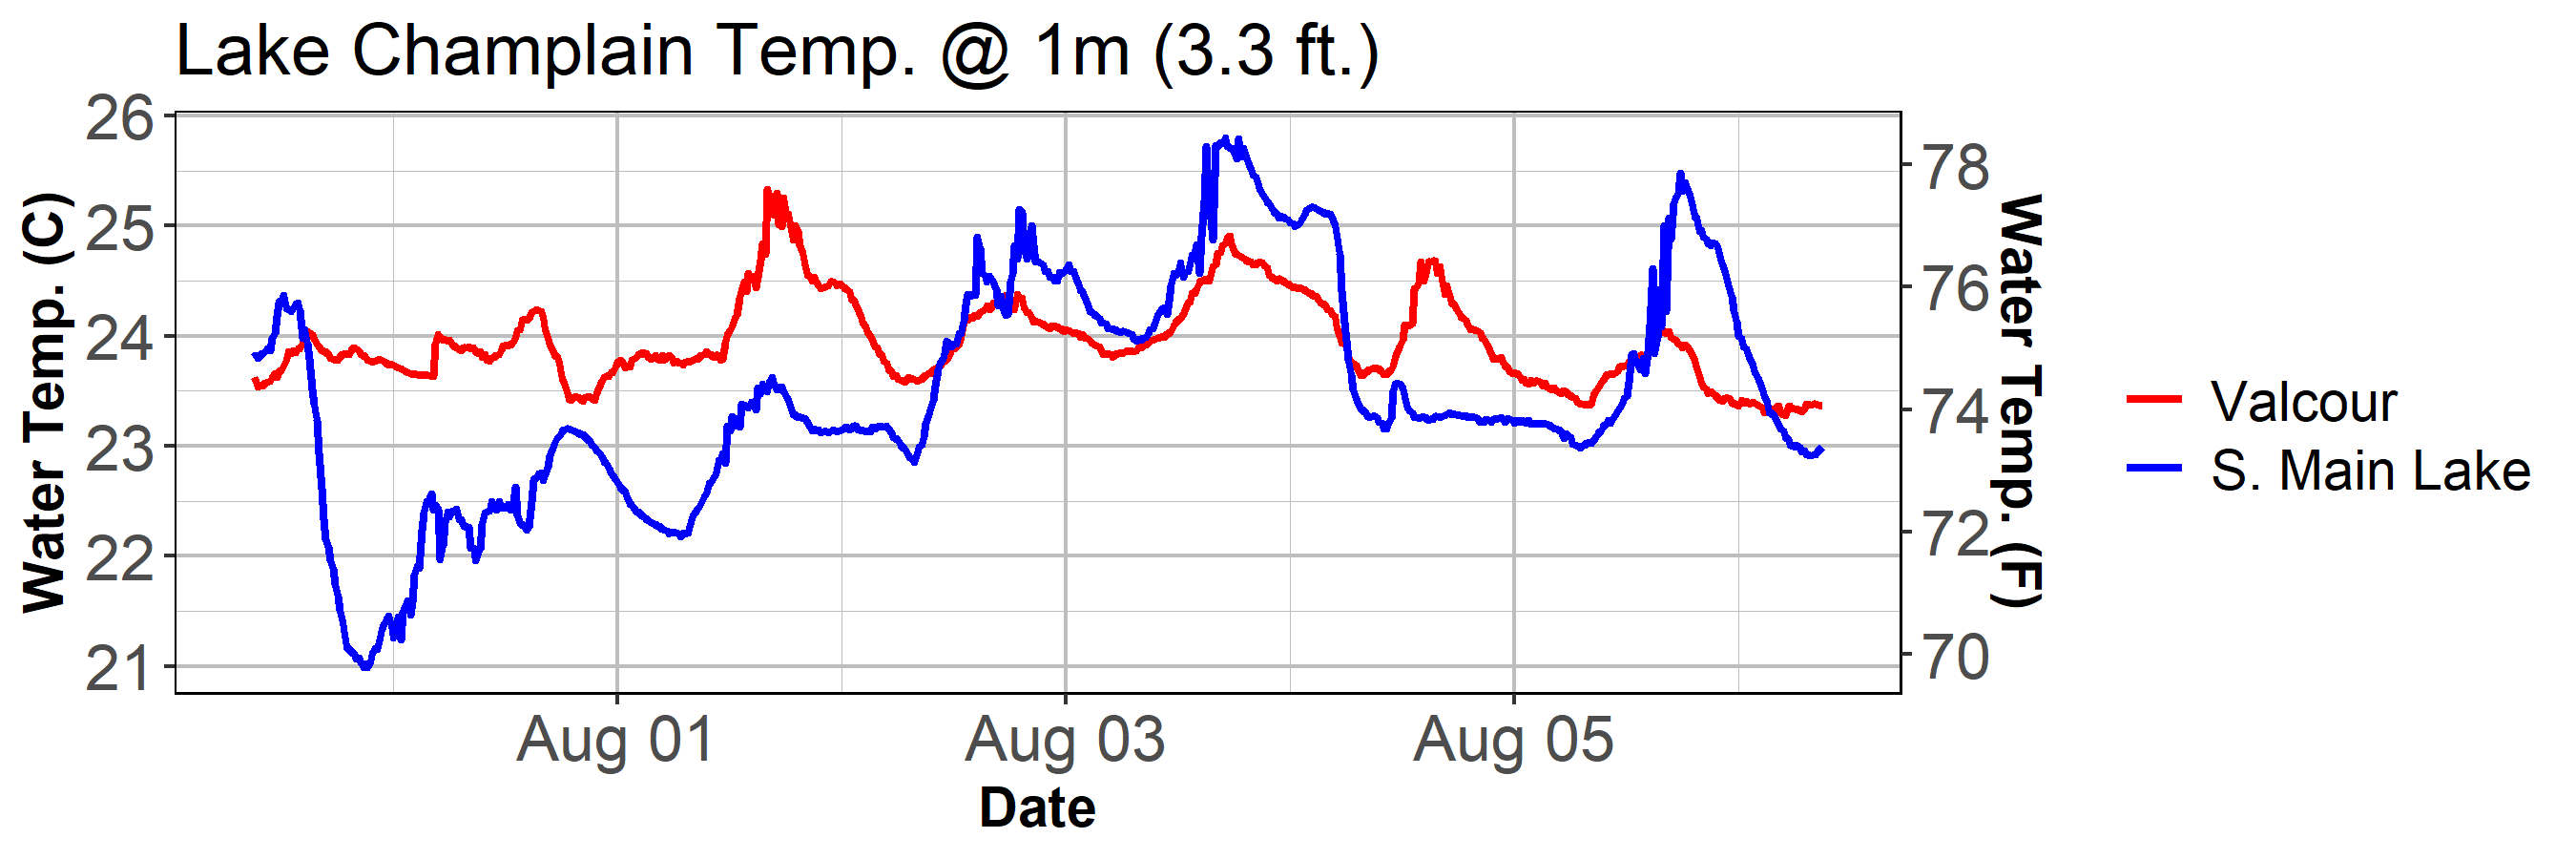 Lake Champlain Temp. @ 1m (3.3 ft.)
Water Temp. (C)
26
25
24
23
22
21
78
76
74
72
70
Water Temp. (F)
Aug 01
Aug 03
Aug 05
Date
Valcour
S. Main Lake